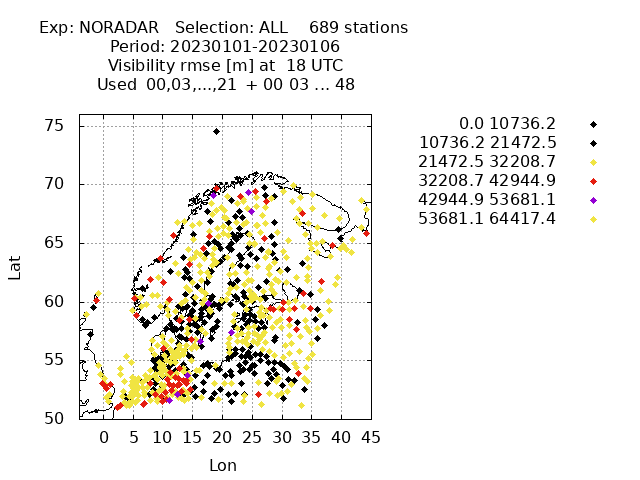 Exp: NORADAR Selection: ALL 689 stations
Period: 20230101-20230106
Visibility rmse [m] at 18 UTC
Used 00,03,...,21 + 00 03 ... 48
0.0 10736.2
10736.2 21472.5
21472.5 32208.7
32208.7 42944.9
42944.9 53681.1
53681.1 64417.4
75
70
65
60
55
50
Lat
0 5 10 15 20 25 30 35 40 45
Lon